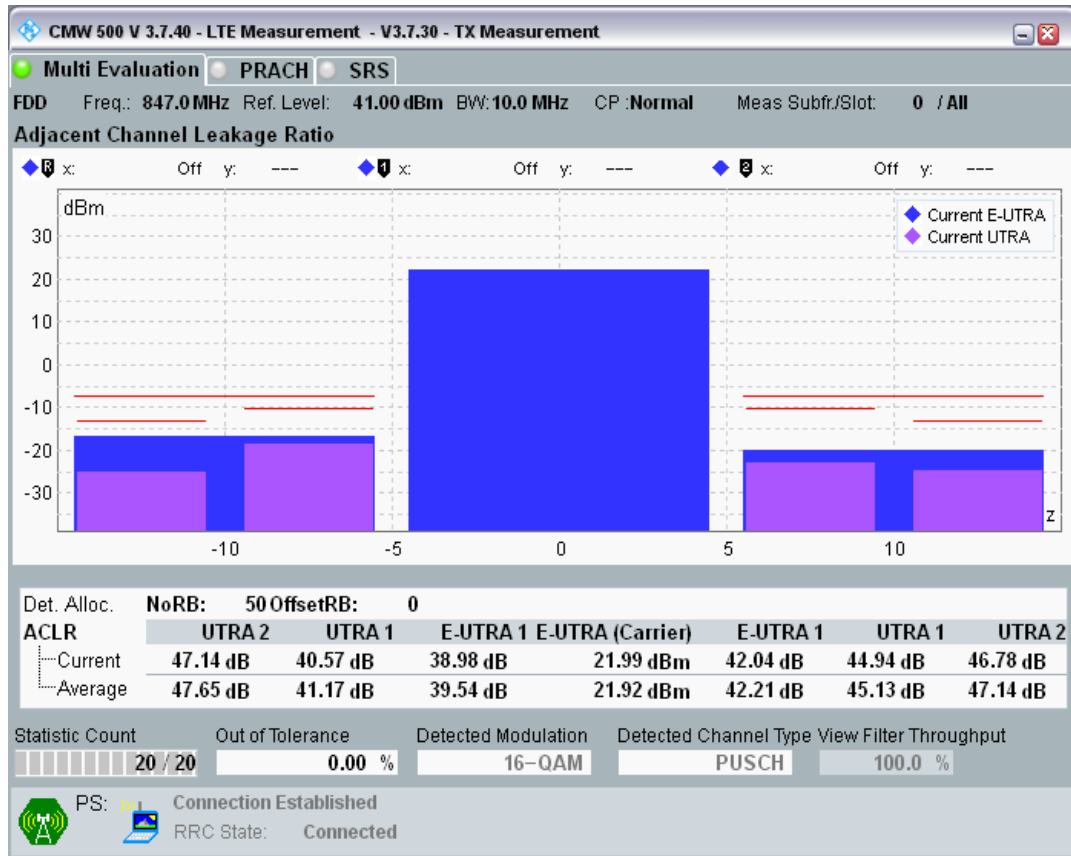 CMW 500 V 3.7.40 - LTE Measurement - V3.7.30 - TX Measurement
Multi Evaluation PRACH SRS
FDD Freq.: 847.0 MHz Ref. Level: 41.00 dBm BW: 10.0 MHz CP :Normal Meas Subfr./Slot: 0 / All
Adjacent Channel Leakage Ratio
R x: Off y: --- 1 x: Off y: --- 2 x: Off y: ---
dBm
Current E-UTRA
Current UTRA
30
20
10
0
-10
-20
-30
z
-10 -5 0 5 10
Det. Alloc. NoRB: 50 OffsetRB: 0
ACLR UTRA 2 UTRA 1 E-UTRA 1 E-UTRA (Carrier) E-UTRA 1 UTRA 1 UTRA 2
Current 47.14 dB 40.57 dB 38.98 dB 21.99 dBm 42.04 dB 44.94 dB 46.78 dB
Average 47.65 dB 41.17 dB 39.54 dB 21.92 dBm 42.21 dB 45.13 dB 47.14 dB
Statistic Count Out of Tolerance Detected Modulation Detected Channel Type View Filter Throughput
20 / 20 0.00 % 16-QAM PUSCH 100.0 %
PS: Connection Established
RRC State: Connected